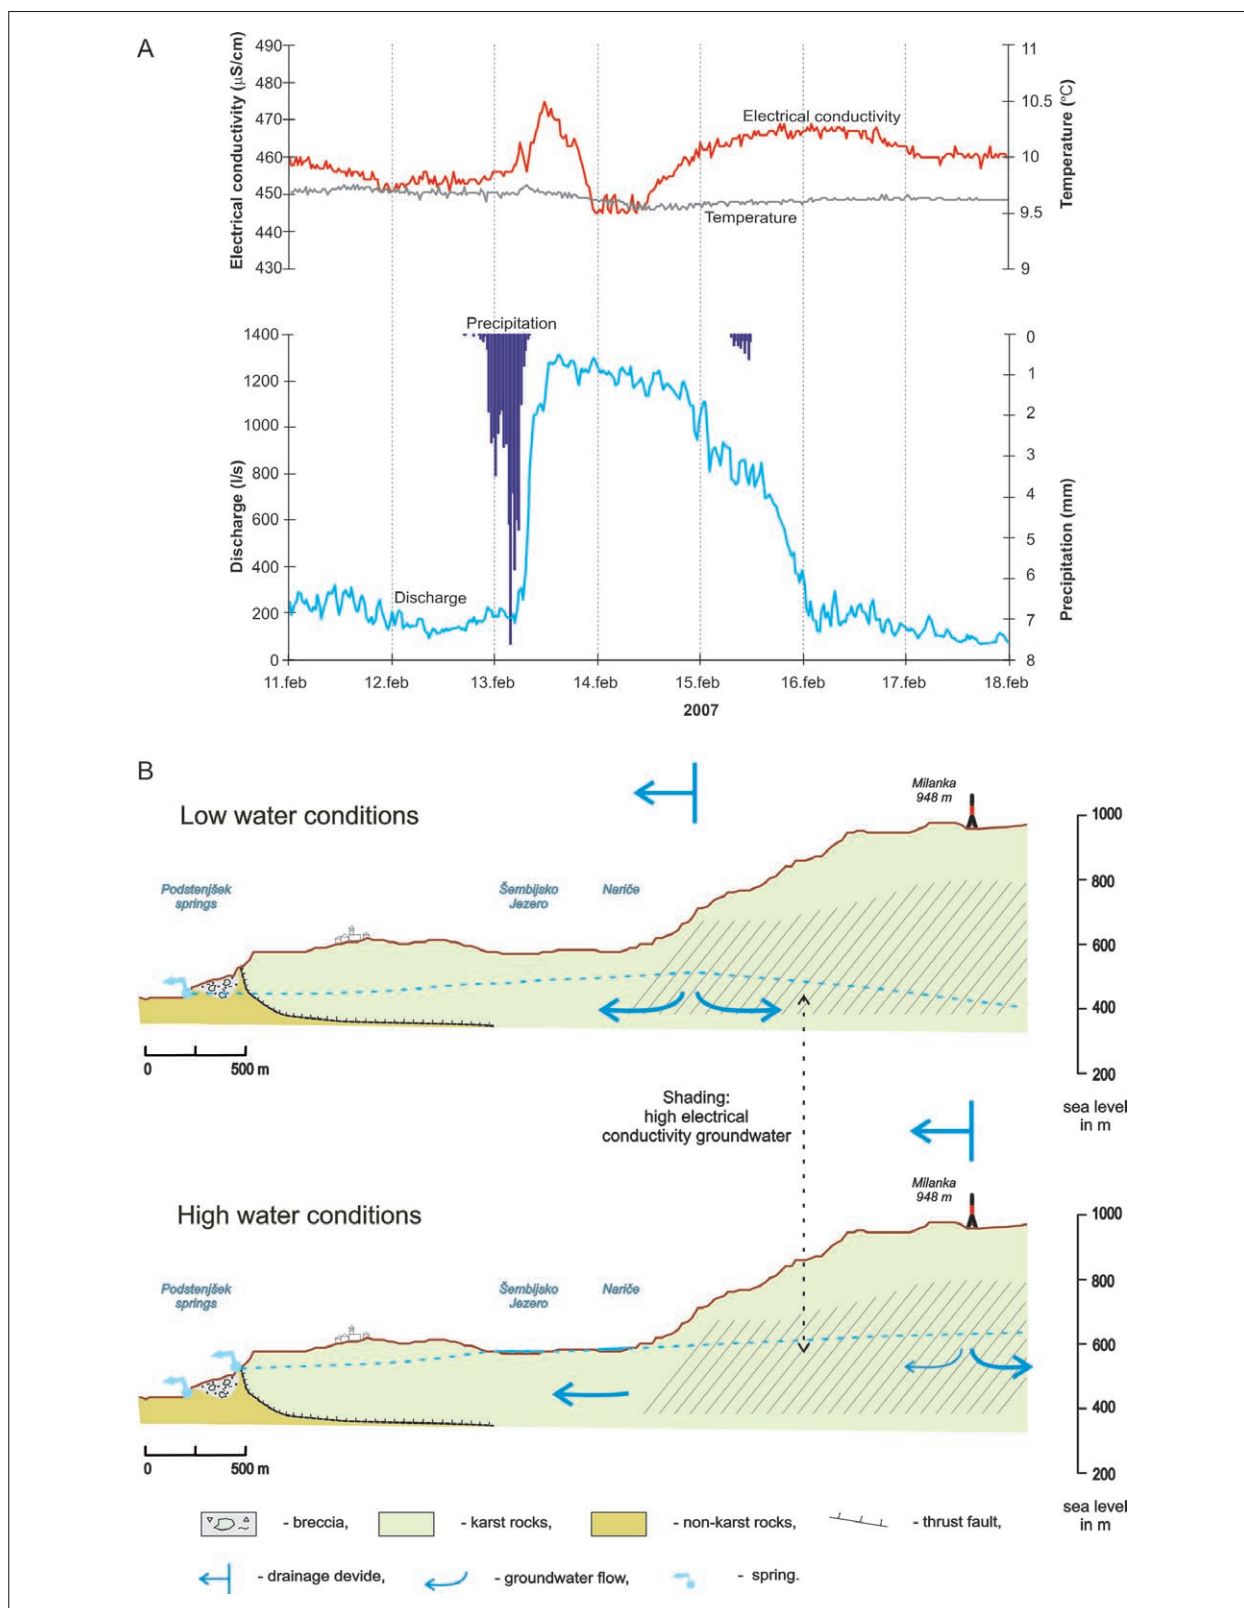 A
Electrical conductivity (µS/cm)
490
480
470
460
450
440
430
11
10.5
10
9.5
9
Temperature (°C)
Electrical conductivity
Temperature
Precipitation
Discharge (l/s)
1400
1200
1000
800
600
400
200
0
0
1
2
3
4
5
6
7
8
Precipitation (mm)
Discharge
11.feb 12.feb 13.feb 14.feb 15.feb 16.feb 17.feb 18.feb
2007
B
Low water conditions
Milanka
948 m
Podstenjšek
springs
Šembijsko
Jezero
Nariče
1000
800
600
400
200
sea level
in m
0 500 m
Shading:
high electrical
conductivity groundwater
High water conditions
Milanka
948 m
Podstenjšek
springs
Šembijsko
Jezero
Nariče
1000
800
600
400
200
sea level
in m
0 500 m
- breccia, - karst rocks, - non-karst rocks, - thrust fault,
- drainage devide, - groundwater flow, - spring.